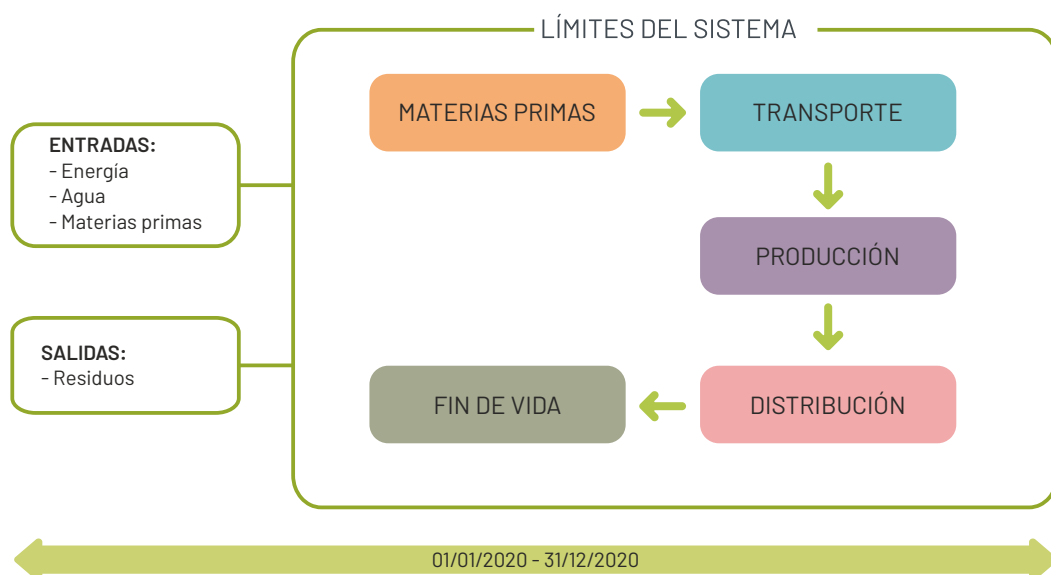 LÍMITES DEL SISTEMA
MATERIAS PRIMAS
TRANSPORTE
ENTRADAS:
- Energía
- Agua
- Materias primas
PRODUCCIÓN
SALIDAS:
- Residuos
FIN DE VIDA
DISTRIBUCIÓN
01/01/2020 - 31/12/2020